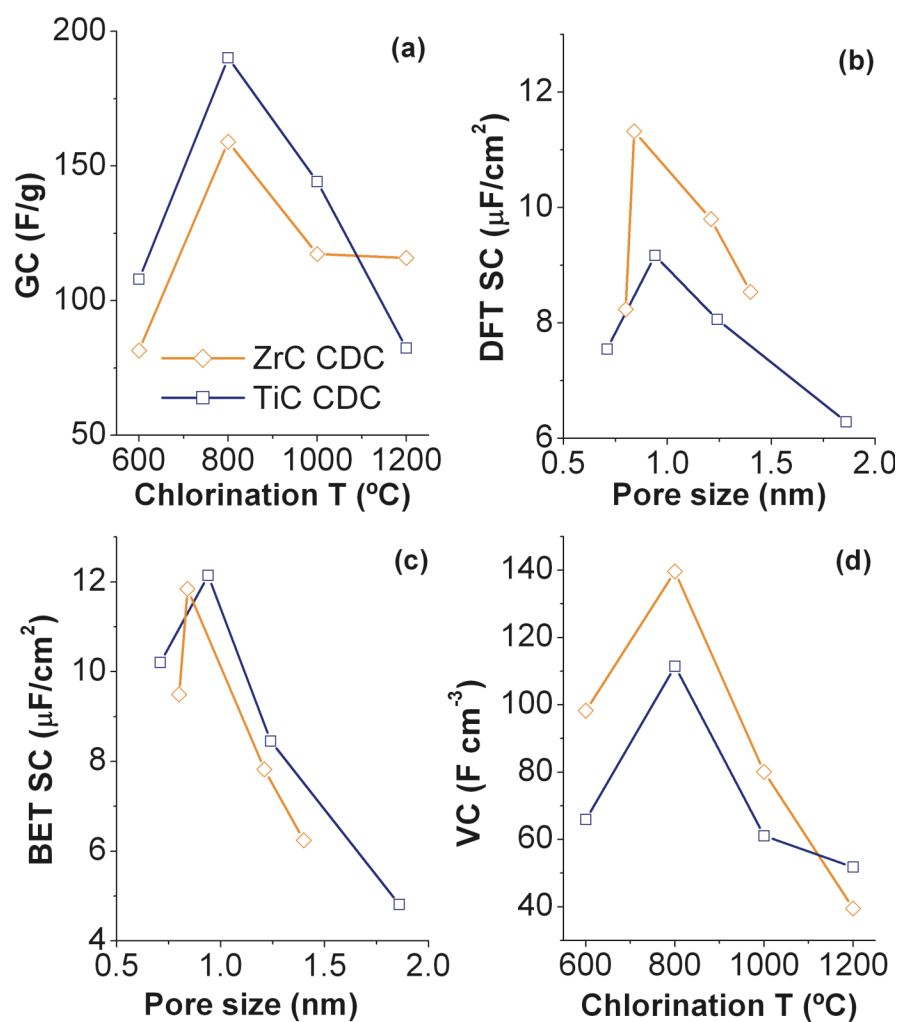 (a)
200
150
100
50
GC (F/g)
ZrC CDC
TiC CDC
600 800 1000 1200
Chlorination T (ºC)
(b)
12
10
8
6
DFT SC (µF/cm²)
0.5 1.0 1.5 2.0
Pore size (nm)
(c)
12
10
8
6
4
BET SC (µF/cm²)
0.5 1.0 1.5 2.0
Pore size (nm)
(d)
140
120
100
80
60
40
VC (F cm⁻³)
600 800 1000 1200
Chlorination T (ºC)